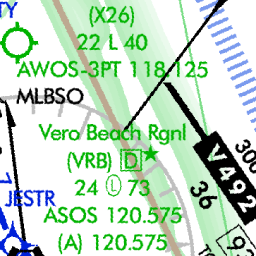 TY
(X26)
22 L 40
AWOS-3PT 118.125
MLBSO
Vero Beach Rgnl
(VRB) D
24 L 73
ASOS 120.575
(A) 120.575
JESTR
V492
36
300